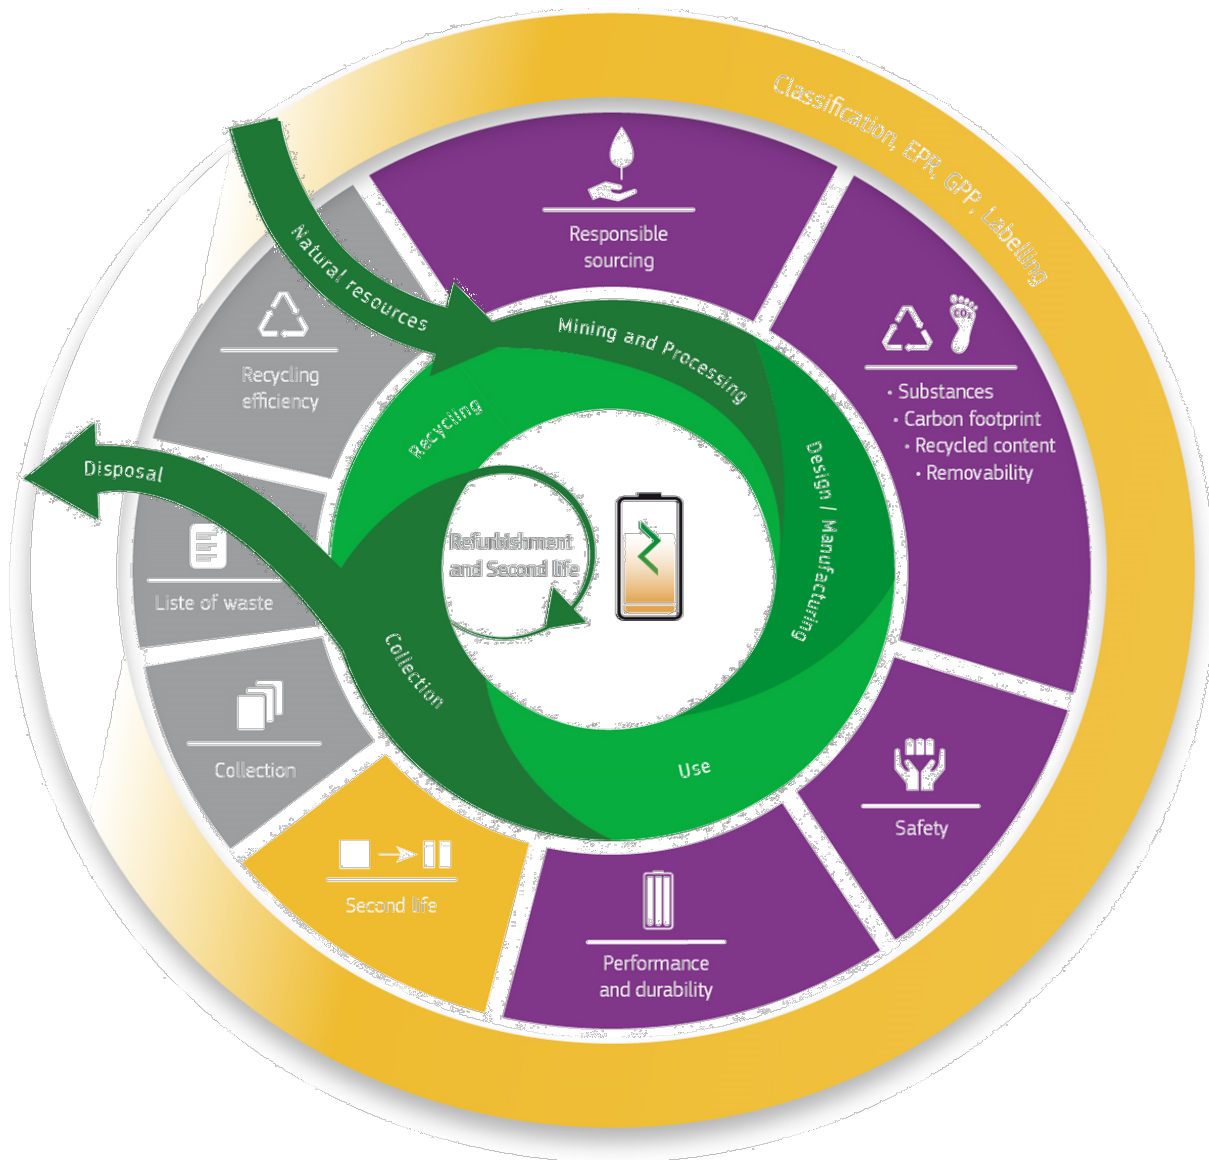 Classification, EPR, GPP, Labelling
Natural resources
Responsible
sourcing
CO₂
• Substances
• Carbon footprint
• Recycled content
• Removability
Safety
Performance
and durability
Second life
Collection
Liste of waste
Recycling
efficiency
Disposal
Mining and Processing
Design / Manufacturing
Use
Collection
Recycling
Refurbishment
and Second life